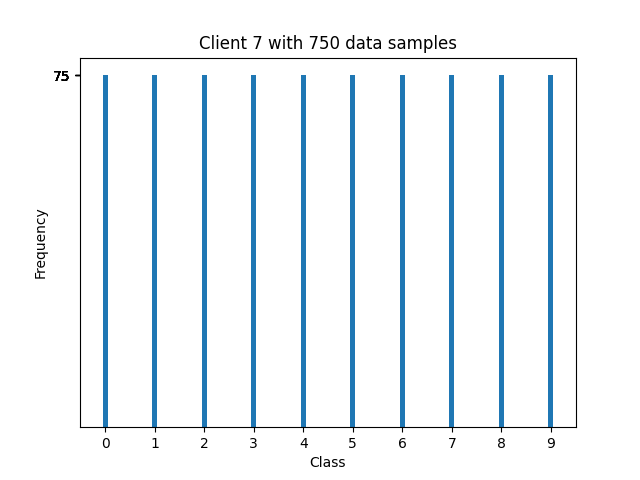 Client 7 with 750 data samples
75
Frequency
0 1 2 3 4 5 6 7 8 9
Class